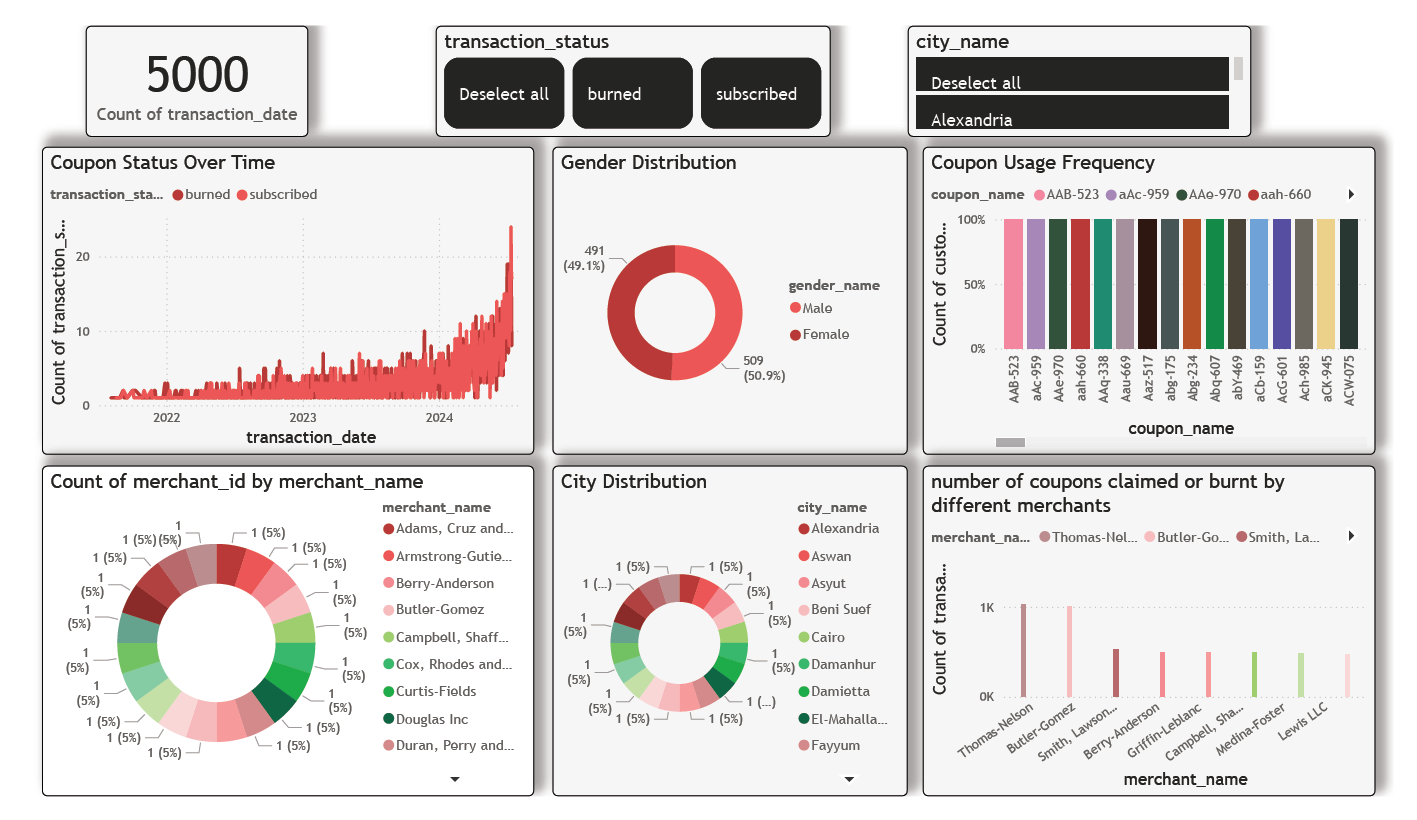 5000
Count of transaction_date
transaction_status
Deselect all
burned
subscribed
city_name
Deselect all
Alexandria
Coupon Status Over Time
transaction_sta... burned subscribed
Count of transaction_s...
20
10
0
2022 2023 2024
transaction_date
Gender Distribution
491
(49.1%)
509
(50.9%)
gender_name
Male
Female
Coupon Usage Frequency
coupon_name AAB-523 aAc-959 AAe-970 aah-660
Count of custo...
100%
50%
0%
AAB-523
aAc-959
AAe-970
aah-660
AAq-338
Aau-669
Aaz-517
abg-175
Abg-234
Abq-607
abY-469
aCb-159
AcG-601
Ach-985
aCK-945
ACW-075
coupon_name
Count of merchant_id by merchant_name
1 (5%)
1 (5%)
1 (5%)
1
(5%)
1
(5%)
1
(5%)
1
(5%)
1 (5%)
1 (5%)
1 (5%)
1 (5%)
1 (5%)
1
(5%)
1
(5%)
1
(5%)
1
(5%)
1 (5%)
1 (5%)
1
(5%)
merchant_name
Adams, Cruz and...
Armstrong-Gutie...
Berry-Anderson
Butler-Gomez
Campbell, Shaff...
Cox, Rhodes and...
Curtis-Fields
Douglas Inc
Duran, Perry and...
City Distribution
1 (5%)
1 (5%)
1
(5%)
1
(5%)
1
(5%)
1 (...)
1 (5%)
1 (5%)
1
(5%)
1 (5%)
1
(5%)
1 (...)
city_name
Alexandria
Aswan
Asyut
Beni Suef
Cairo
Damanhur
Damietta
El-Mahalla...
Fayyum
number of coupons claimed or burnt by
different merchants
merchant_na... Thomas-Nel... Butler-Go... Smith, La...
Count of transa...
1K
0K
Thomas-Nelson
Butler-Gomez
Smith, Lawson...
Berry-Anderson
Griffin-Leblanc
Campbell, Sha...
Medina-Foster
Lewis LLC
merchant_name